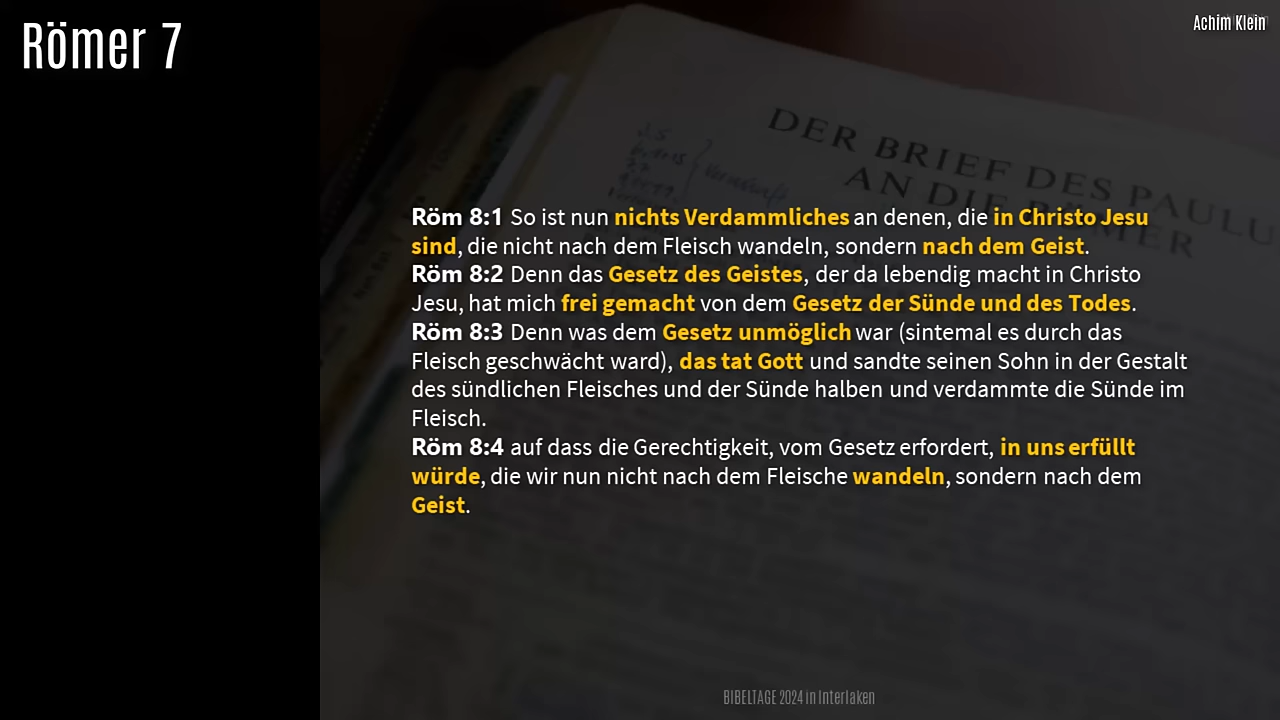 Römer 7
Achim Klein
DER BRIEF DES PAULU
AN DIE RÖMER
Röm 8:1 So ist nun nichts Verdammliches an denen, die in Christo Jesu
sind, die nicht nach dem Fleisch wandeln, sondern nach dem Geist.
Röm 8:2 Denn das Gesetz des Geistes, der da lebendig macht in Christo
Jesu, hat mich frei gemacht von dem Gesetz der Sünde und des Todes.
Röm 8:3 Denn was dem Gesetz unmöglich war (sintemal es durch das
Fleisch geschwächt ward), das tat Gott und sandte seinen Sohn in der Gestalt
des sündlichen Fleisches und der Sünde halben und verdammte die Sünde im
Fleisch.
Röm 8:4 auf dass die Gerechtigkeit, vom Gesetz erfordert, in uns erfüllt
würde, die wir nun nicht nach dem Fleische wandeln, sondern nach dem
Geist.
BIBELTAGE 2024 in Interlaken